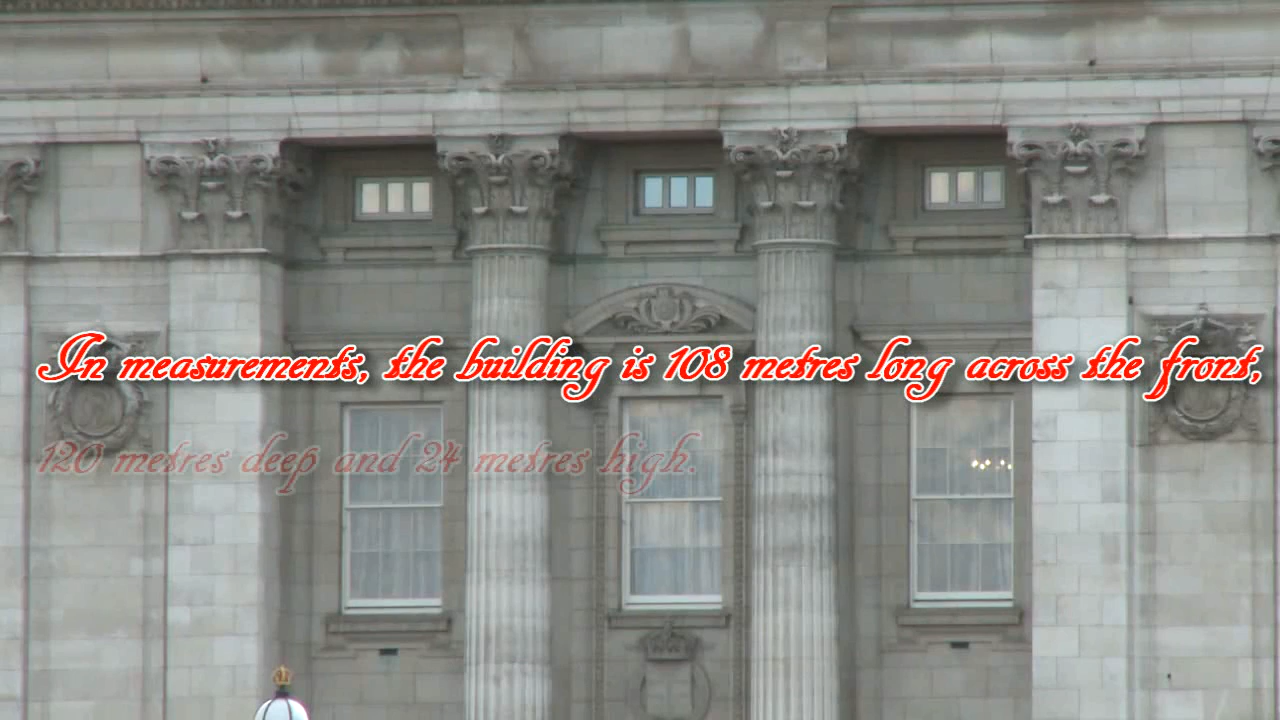 In measurements, the building is 108 metres long across the front,
120 metres deep and 24 metres high.